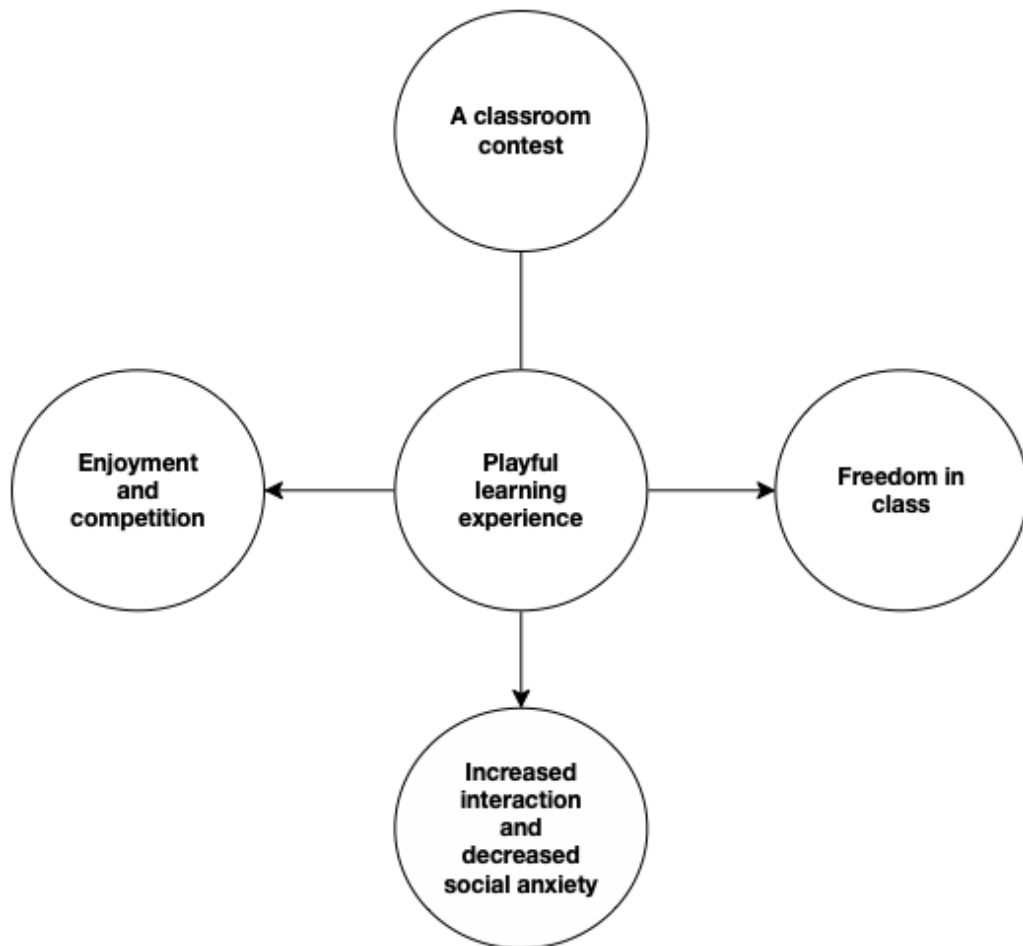 A classroom
contest
Enjoyment
and
competition
Playful
learning
experience
Freedom in
class
Increased
interaction
and
decreased
social anxiety